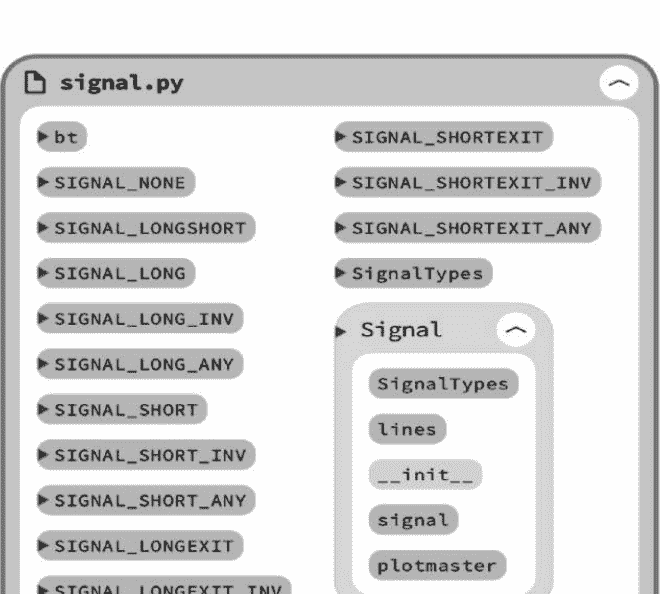 signal.py
bt
SIGNAL_NONE
SIGNAL_LONGSHORT
SIGNAL_LONG
SIGNAL_LONG_INV
SIGNAL_LONG_ANY
SIGNAL_SHORT
SIGNAL_SHORT_INV
SIGNAL_SHORT_ANY
SIGNAL_LONGEXIT
SIGNAL_LONGEXIT_INV
SIGNAL_SHORTEXIT
SIGNAL_SHORTEXIT_INV
SIGNAL_SHORTEXIT_ANY
SignalTypes
Signal
SignalTypes
lines
__init__
signal
plotmaster